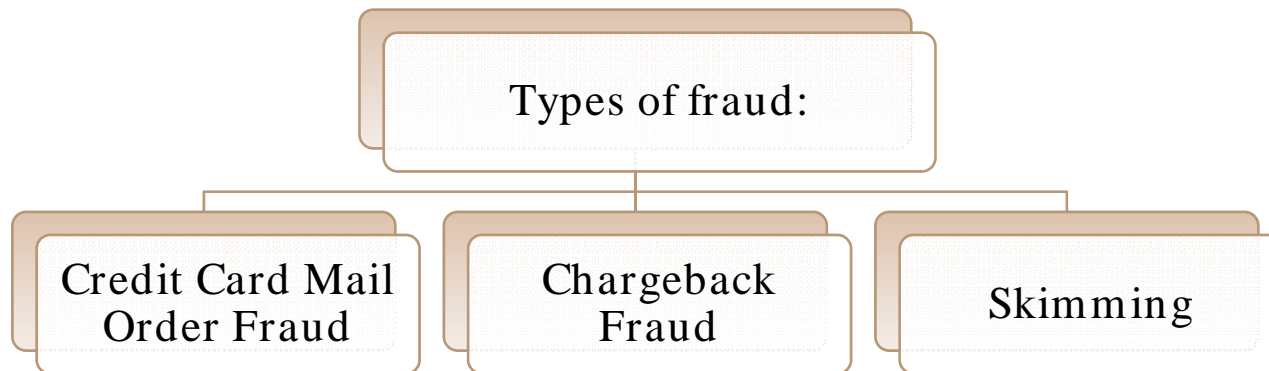 Types of fraud:
Credit Card Mail
Order Fraud
Chargeback
Fraud
Skimming